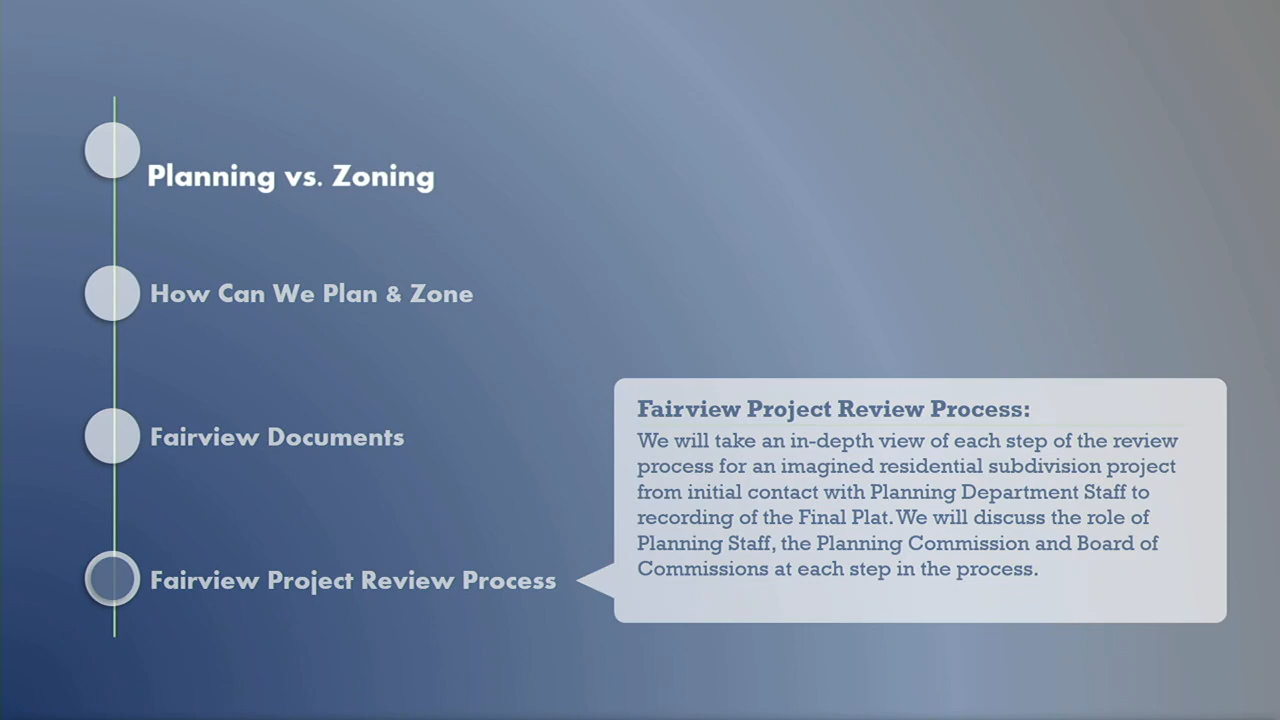 Planning vs. Zoning
How Can We Plan & Zone
Fairview Documents
Fairview Project Review Process
Fairview Project Review Process:
We will take an in-depth view of each step of the review
process for an imagined residential subdivision project
from initial contact with Planning Department Staff to
recording of the Final Plat. We will discuss the role of
Planning Staff, the Planning Commission and Board of
Commissions at each step in the process.